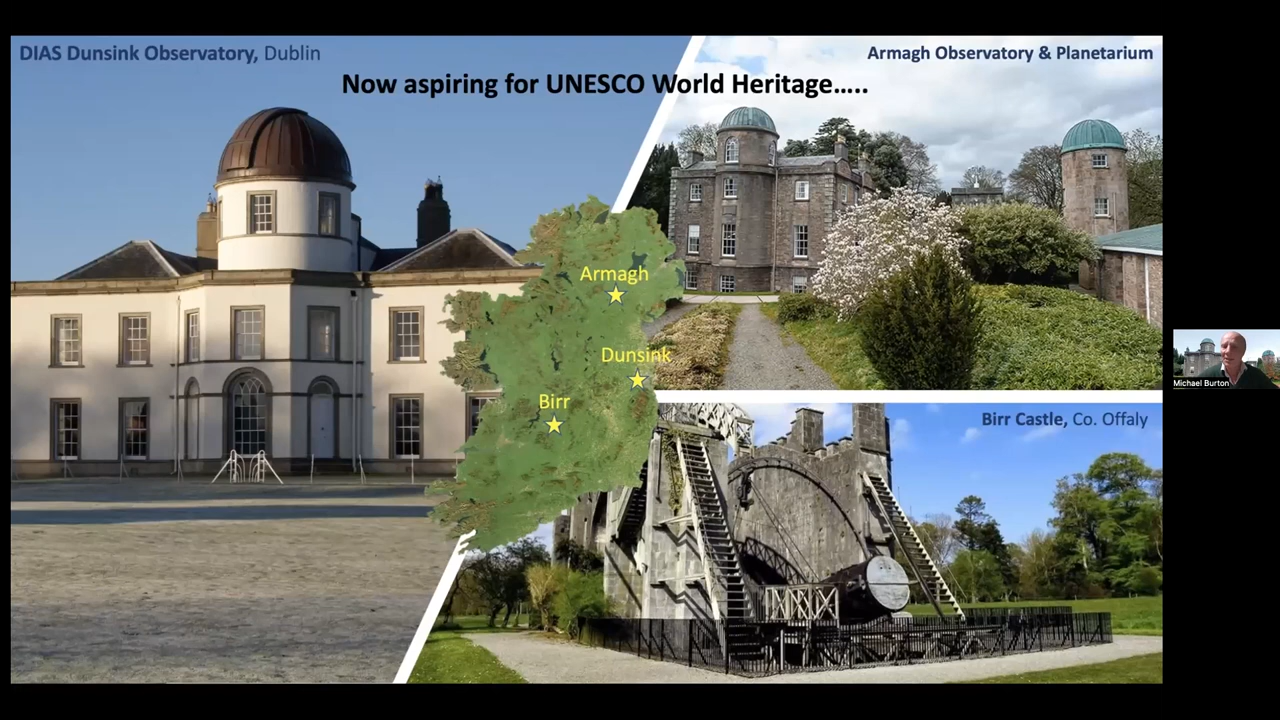 DIAS Dunsink Observatory, Dublin
Armagh Observatory & Planetarium
Now aspiring for UNESCO World Heritage.....
Armagh
Dunsink
Birr
Birr Castle, Co. Offaly
Michael Burton